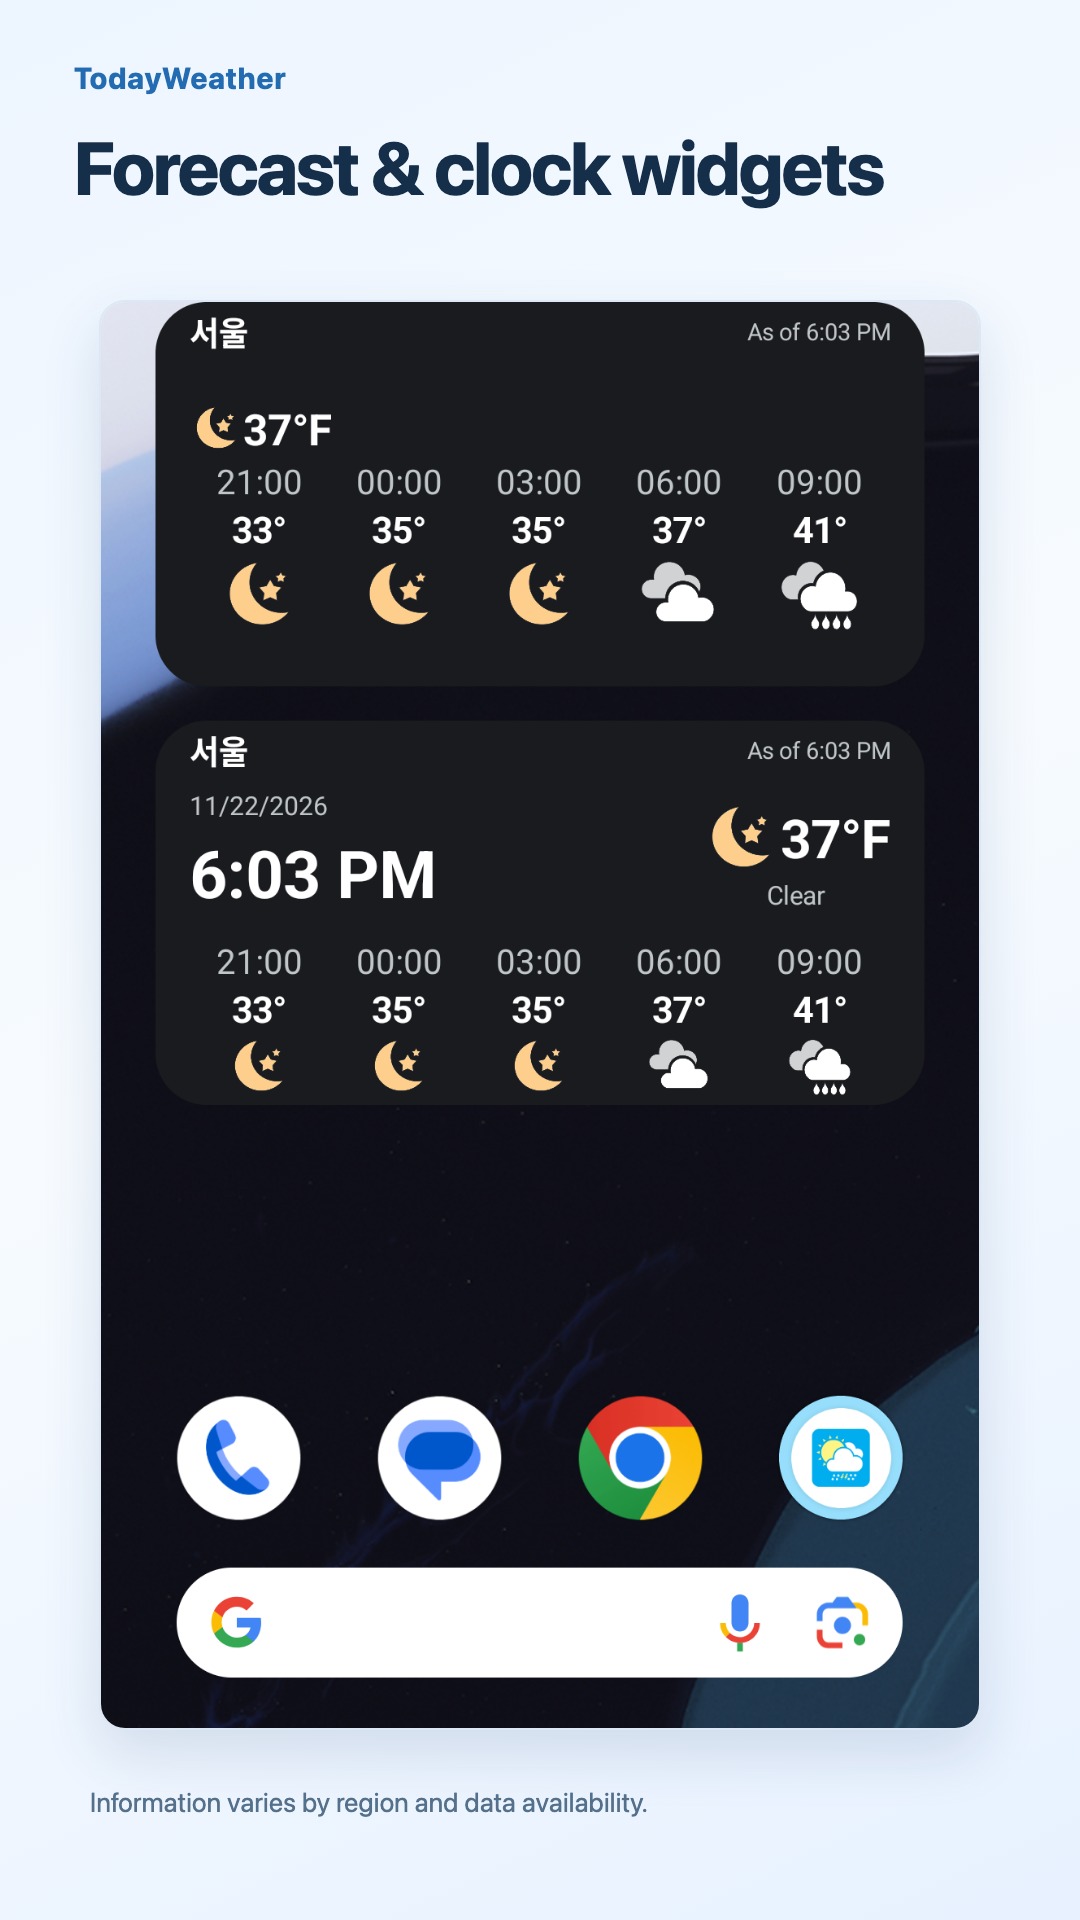 TodayWeather
Forecast & clock widgets
서울 As of 6:03 PM
37°F
21:00 00:00 03:00 06:00 09:00
33° 35° 35° 37° 41°
서울 As of 6:03 PM
11/22/2026
37°F
6:03 PM
Clear
21:00 00:00 03:00 06:00 09:00
33° 35° 35° 37° 41°
Information varies by region and data availability.